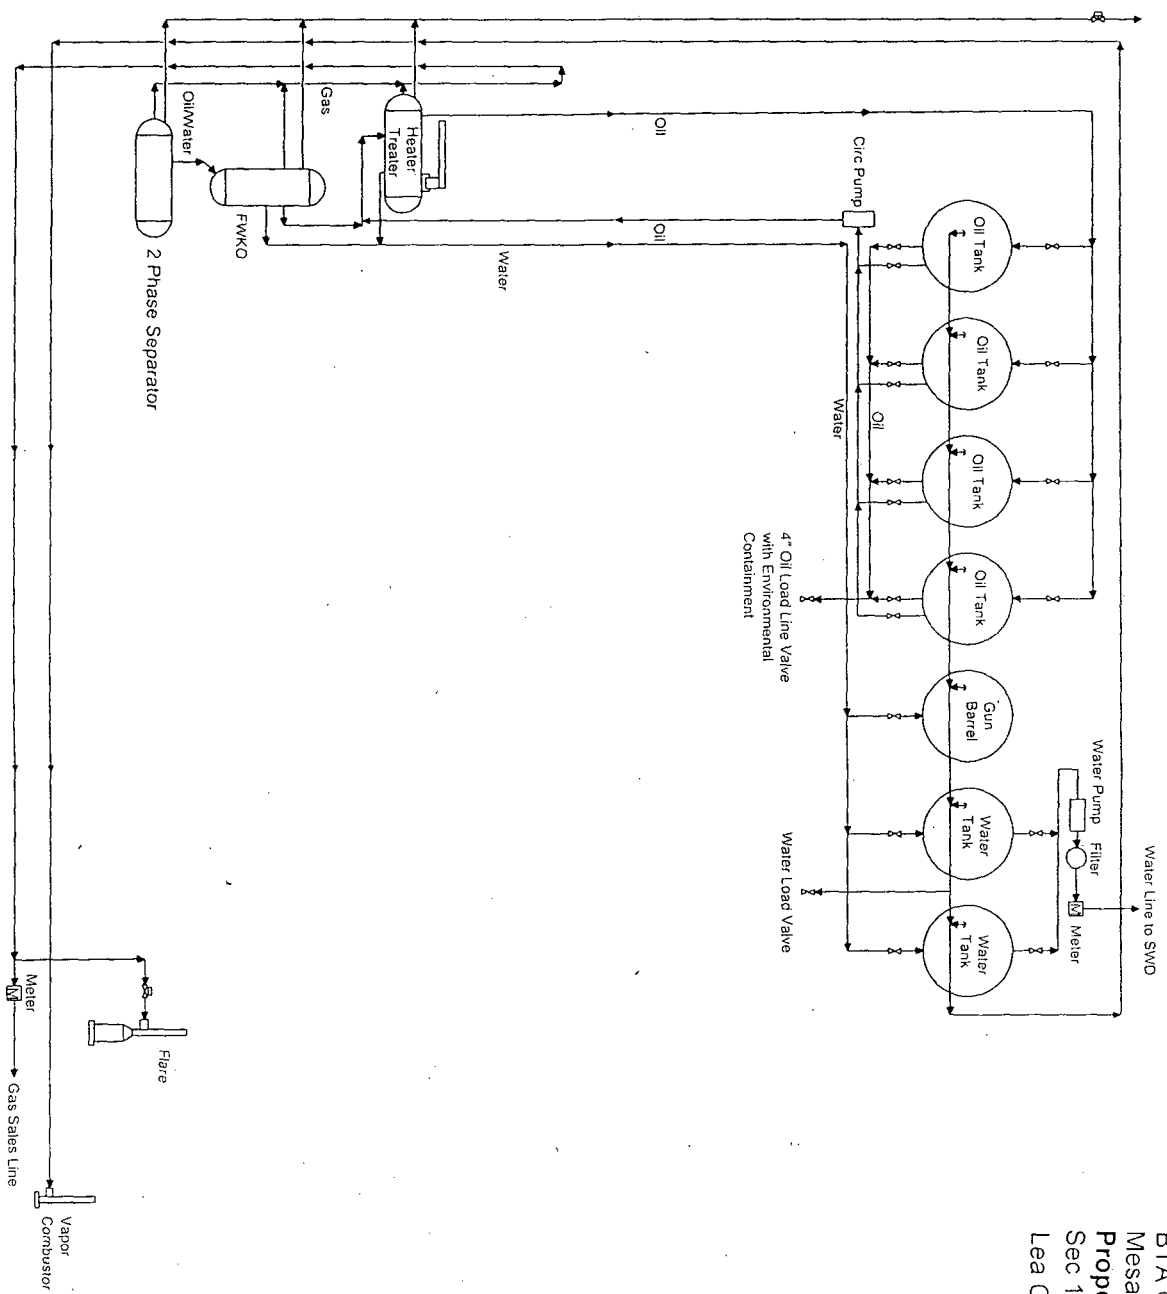 BTA
Mesa
Prope
Sec 1
Lea C
Water Line to SWD
Water Pump
Filter
Meter
M
Oil Tank
Oil Tank
Oil Tank
Oil Tank
Gun
Barrel
Water
Tank
Water
Tank
Circ Pump
Oil
Water
4" Oil Load Line Valve
with Environmental
Containment
Water Load Valve
Oil
Oil
Water
Heater
Treater
Gas
FWKO
Oil/Water
2 Phase Separator
Flare
Meter
M
Gas Sales Line
Vapor
Combustor